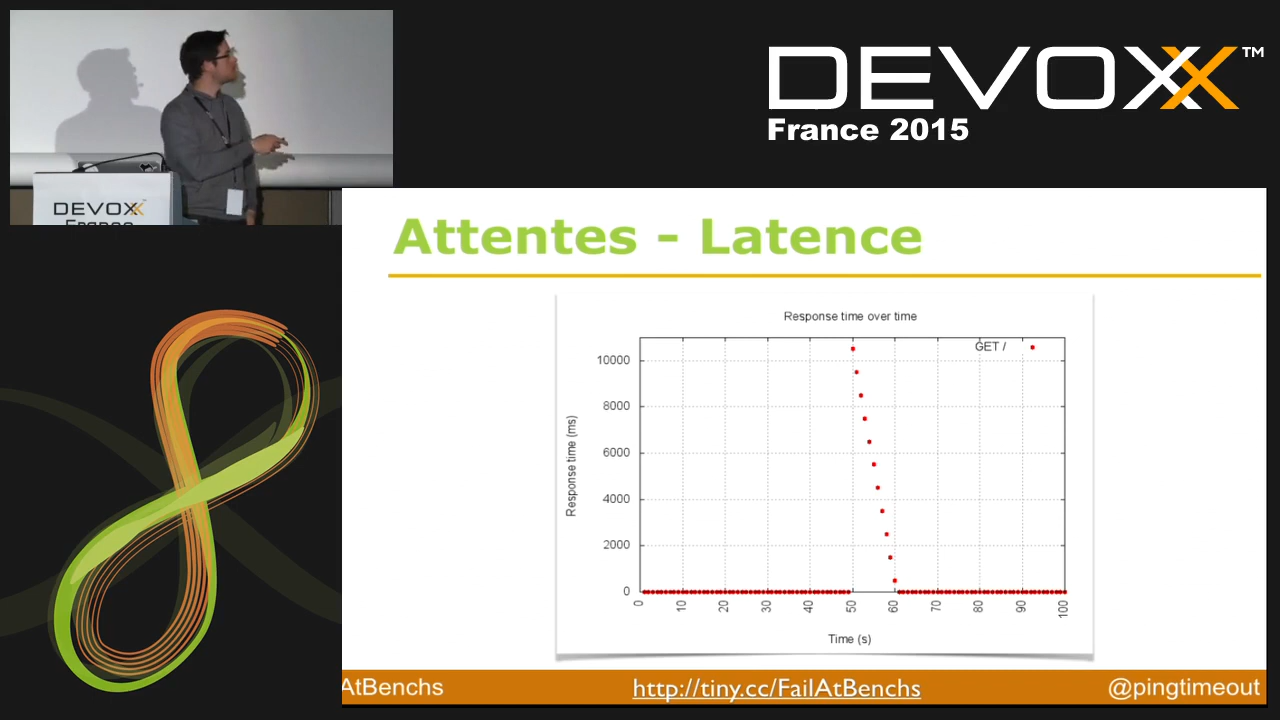 DEVOXX™
France 2015
DEVOXX
France
Attentes - Latence
Response time over time
GET /
10000
8000
6000
4000
2000
0
Response time (ms)
0 10 20 30 40 50 60 70 80 90 100
Time (s)
AtBenchs
http://tiny.cc/FailAtBenchs
@pingtimeout